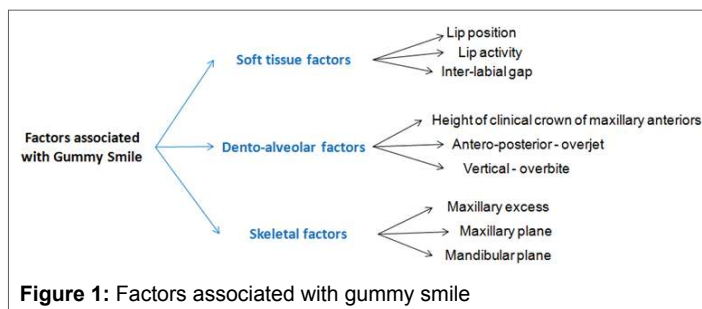 Factors associated
with Gummy Smile
Soft tissue factors
Lip position
Lip activity
Inter-labial gap
Dento-alveolar factors
Height of clinical crown of maxillary anteriors
Antero-posterior - overjet
Vertical - overbite
Skeletal factors
Maxillary excess
Maxillary plane
Mandibular plane
Figure 1: Factors associated with gummy smile